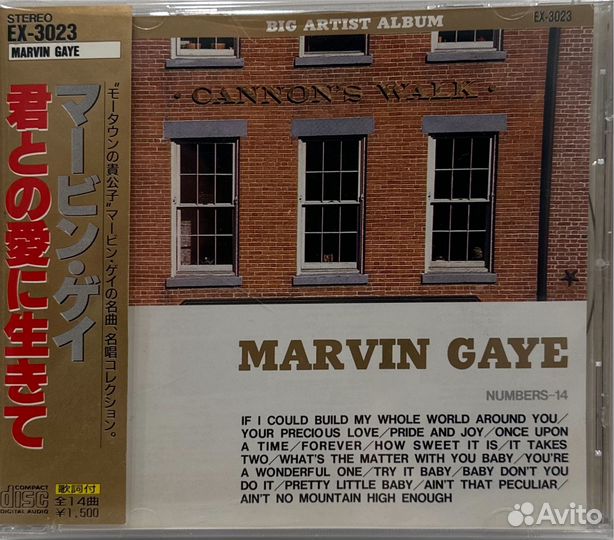 STEREO
EX-3023
MARVIN GAYE
マービン・ゲイ
君との愛に生きて
"モータウンの貴公子"マービン・ゲイの名曲、名唱コレクション。
COMPACT
disc
DIGITAL AUDIO
歌詞付
全14曲
¥1,500
BIG ARTIST ALBUM
EX-3023
· CANNON'S WALK ·
MARVIN GAYE
NUMBERS-14
IF I COULD BUILD MY WHOLE WORLD AROUND YOU/
YOUR PRECIOUS LOVE/PRIDE AND JOY/ONCE UPON
A TIME/FOREVER/HOW SWEET IT IS/IT TAKES
TWO/WHAT'S THE MATTER WITH YOU BABY/YOU'RE
A WONDERFUL ONE/TRY IT BABY/BABY DON'T YOU
DO IT/PRETTY LITTLE BABY/AIN'T THAT PECULIAR/
AIN'T NO MOUNTAIN HIGH ENOUGH
Avito